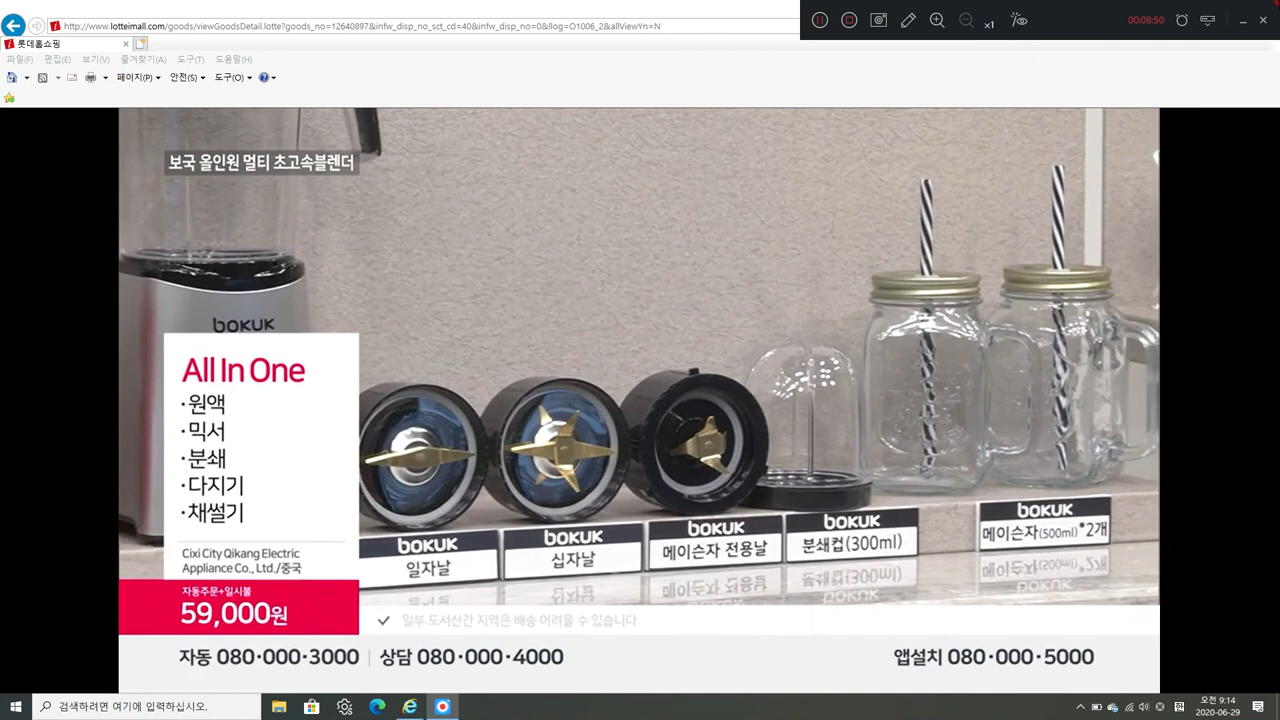 http://www.lotteimall.com/goods/viewGoodsDetail.lotte?goods_no=12640897&infw_disp_no_sct_cd=40&infw_disp_no=0&llog=O1006_2&allViewYn=N
x1
00:08:50
롯데홈쇼핑
파일(F) 편집(E) 보기(V) 즐겨찾기(A) 도구(T) 도움말(H)
페이지(P) 안전(S) 도구(O)
보국 올인원 멀티 초고속블렌더
bokuk
All In One
·원액
·믹서
·분쇄
·다지기
·채썰기
Cixi City Qikang Electric
Appliance Co., Ltd./중국
bokuk
일자날
bokuk
십자날
bokuk
메이슨자 전용날
bokuk
분쇄컵(300ml)
bokuk
메이슨자(500ml)*2개
자동주문+일시불
59,000원
일부 도서산간 지역은 배송 어려울 수 있습니다
자동 080·000·3000 | 상담 080·000·4000
앱설치 080·000·5000
검색하려면 여기에 입력하십시오.
오전 9:14
2020-06-29